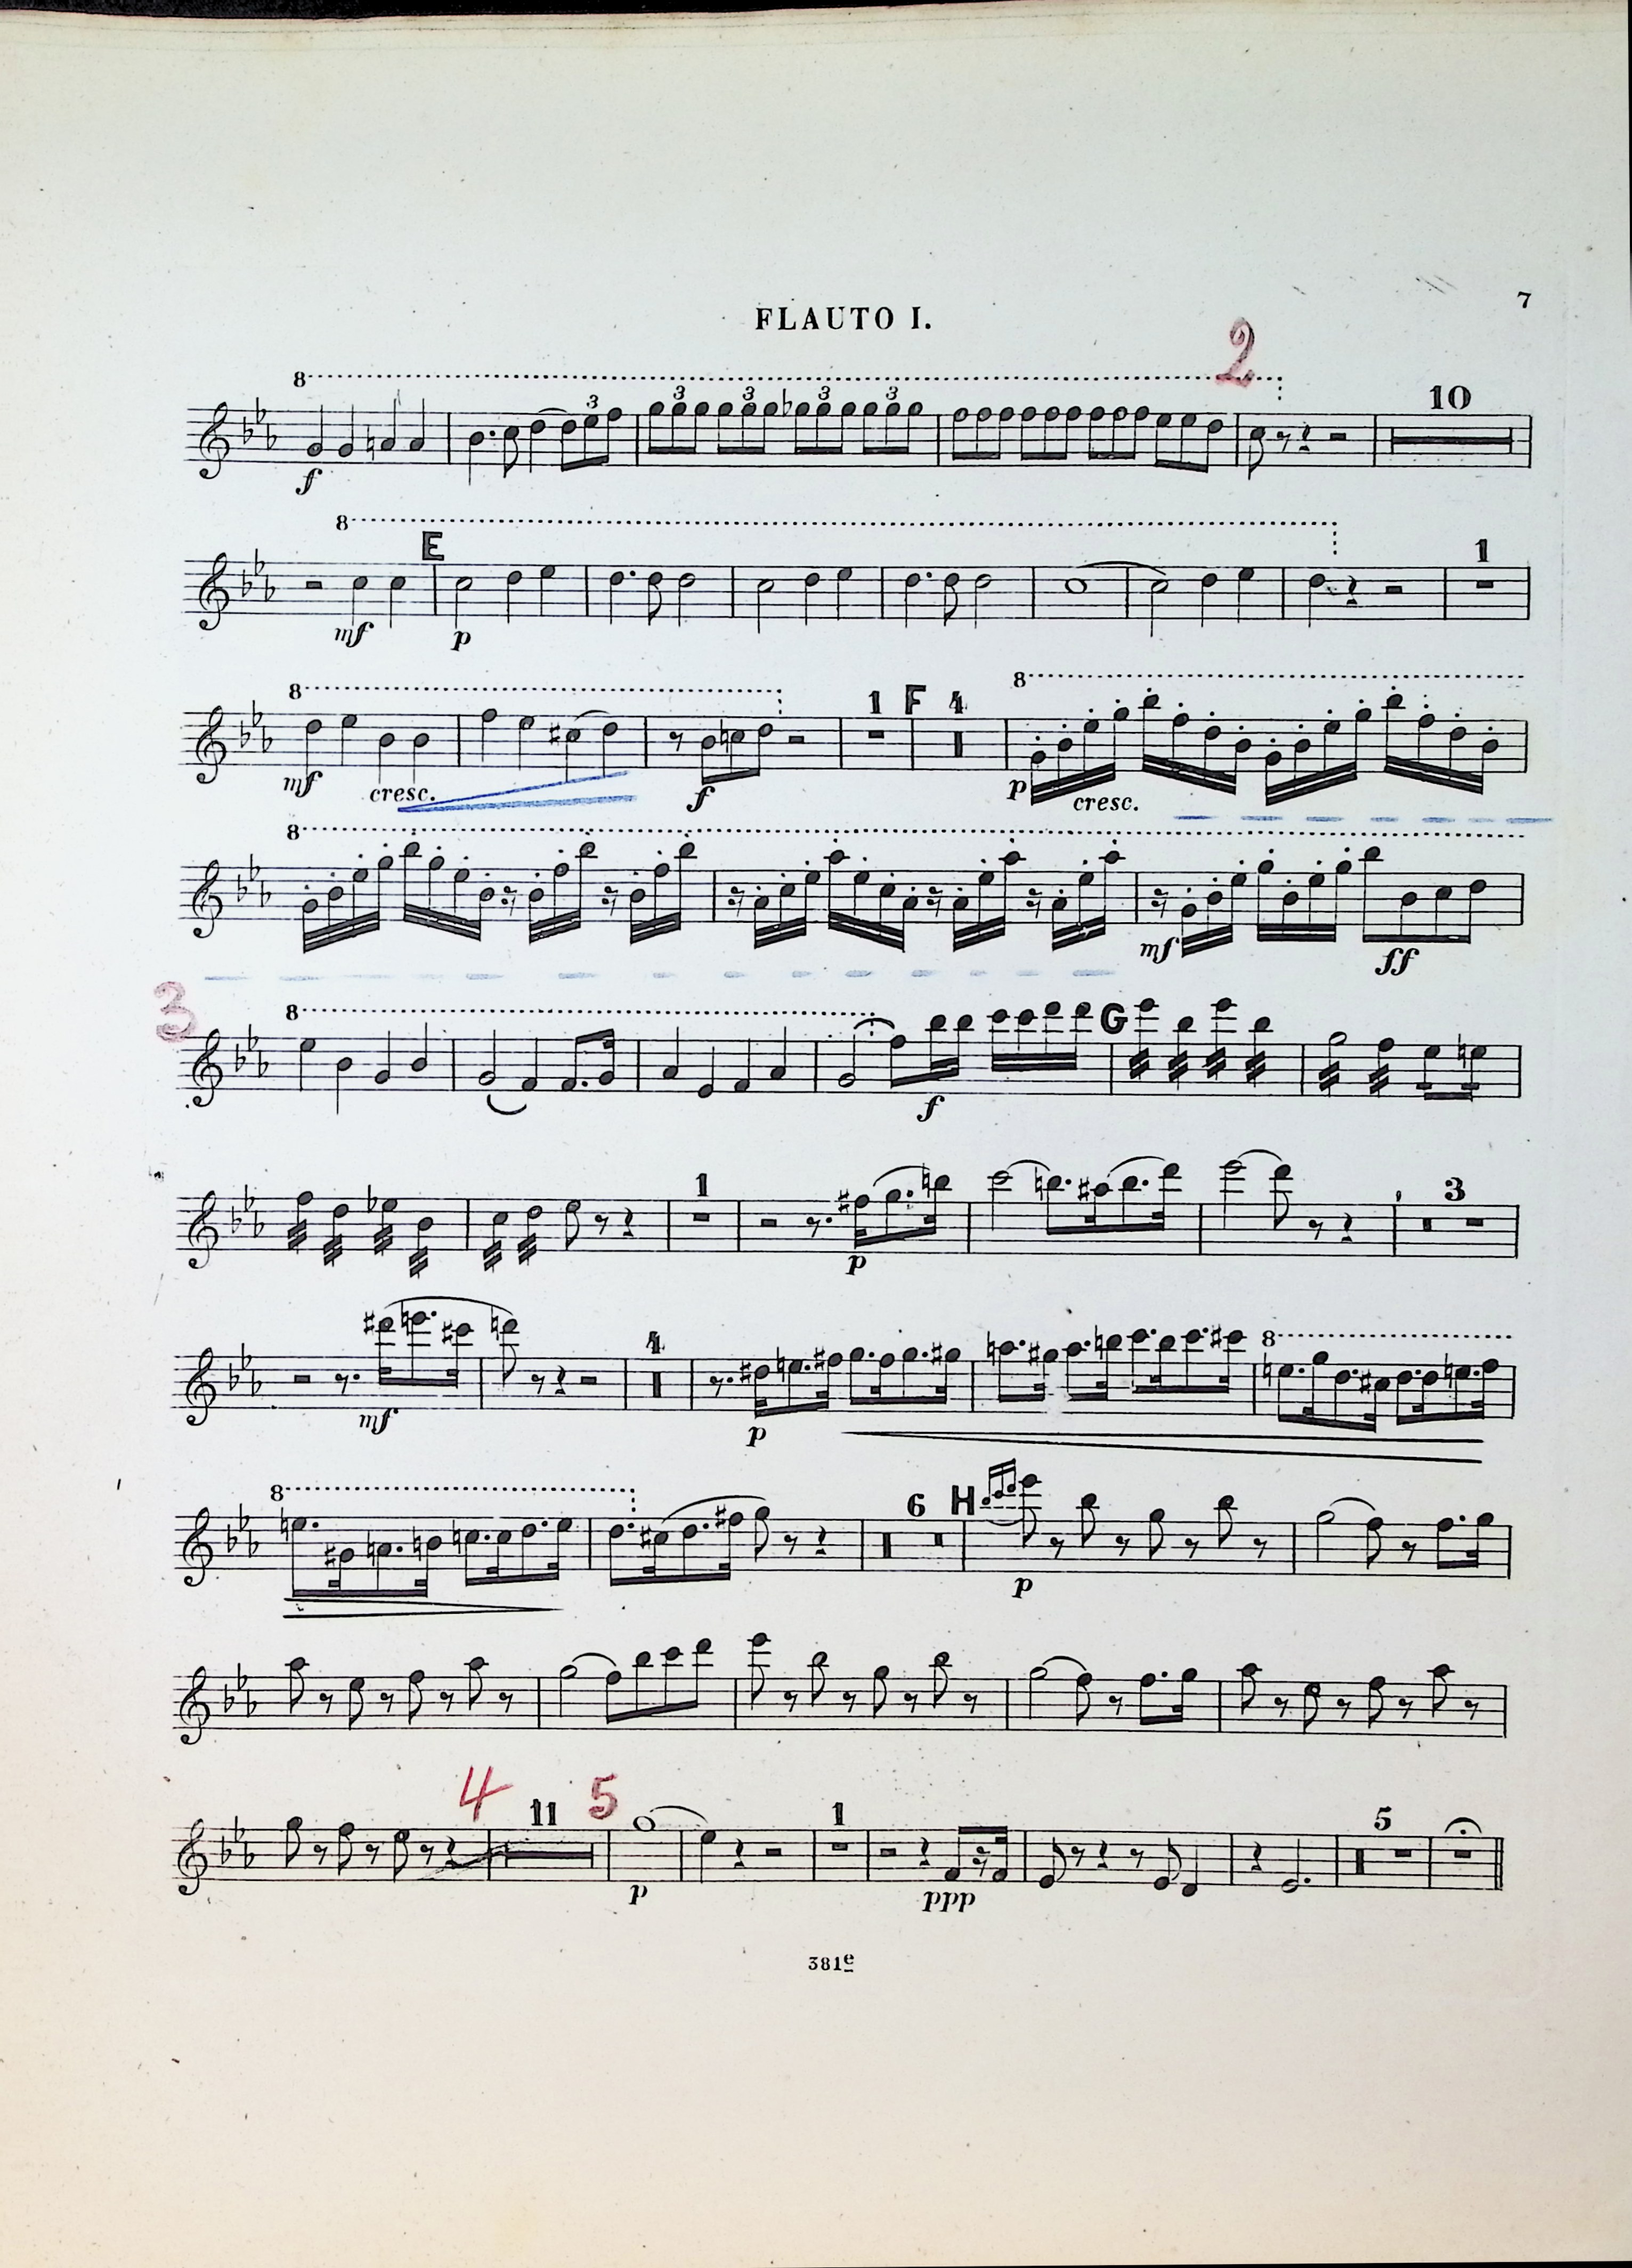 7
FLAUTO I.
2
8 3 3 3 3 3 10
f
8 E 1
mf p
8 1 F 4 8
mf cresc. f p cresc.
8
mf ff
3
8 G
f
1 3
p
4 8
mf p
8 6 H
p
4 11 5 1 5
p ppp
381e